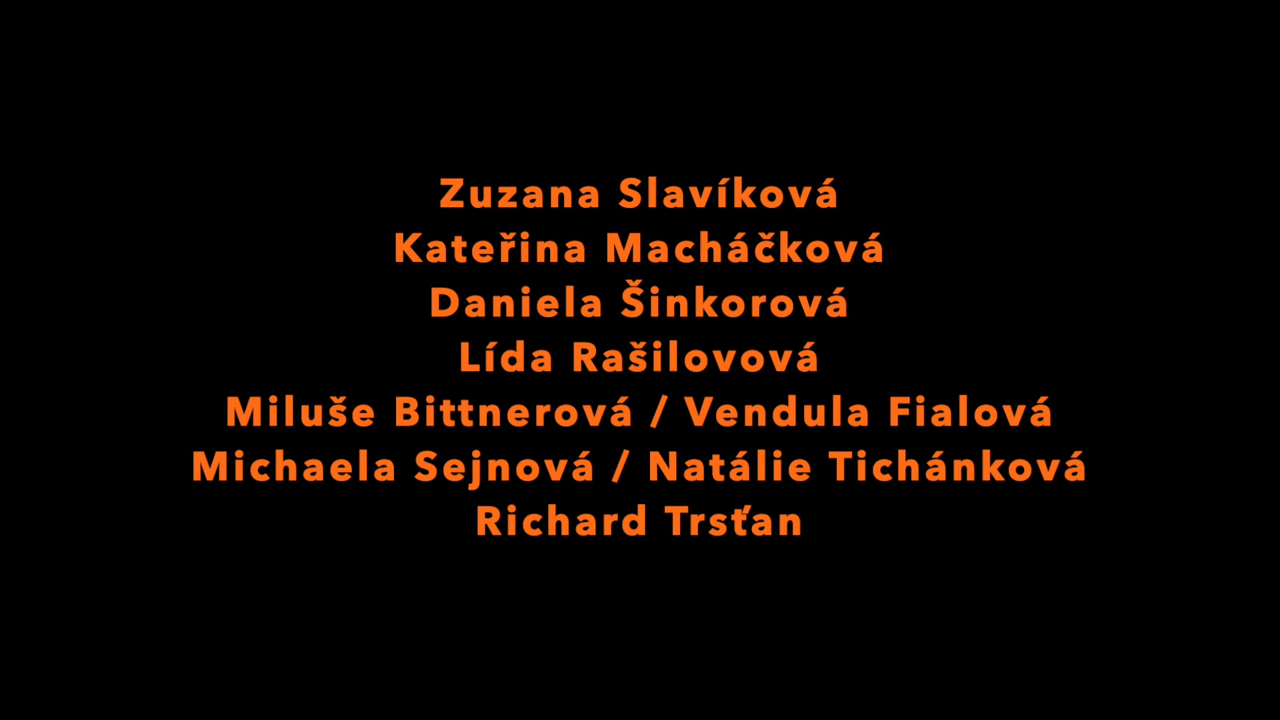 Zuzana Slavíková
Kateřina Macháčková
Daniela Šinkorová
Lída Rašilovová
Miluše Bittnerová / Vendula Fialová
Michaela Sejnová / Natálie Tichánková
Richard Trsťan